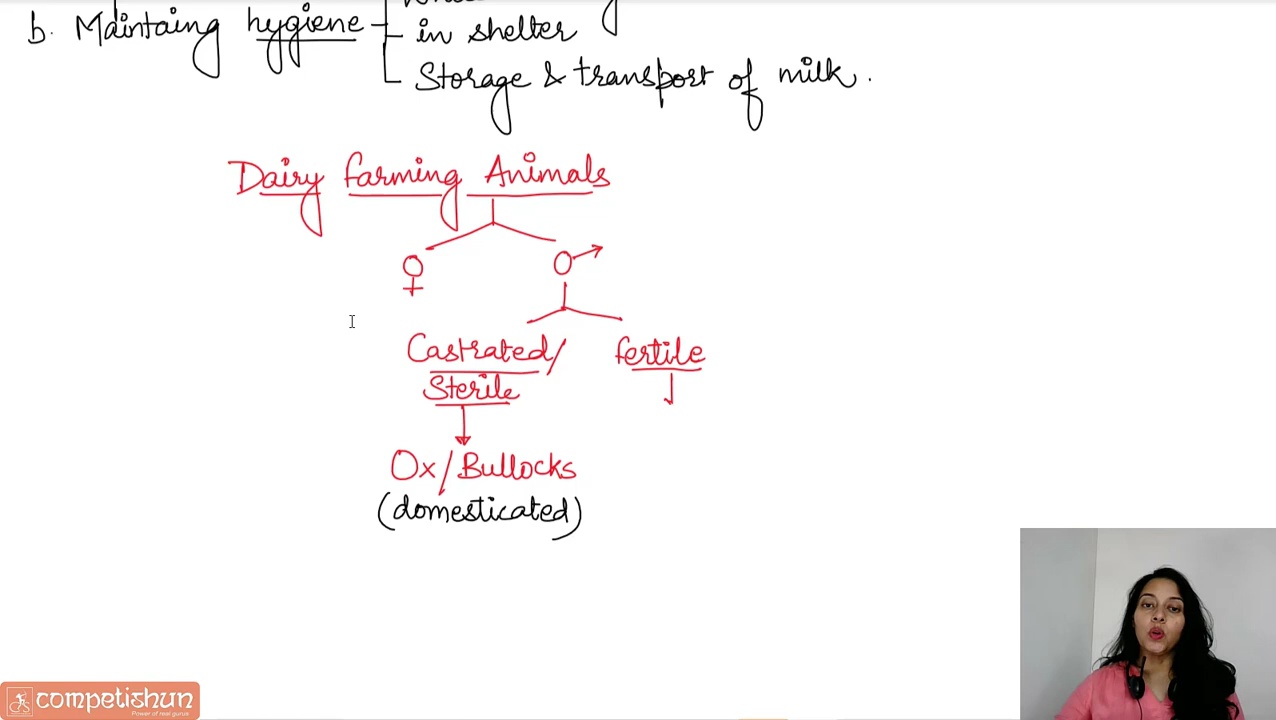 b. Maintaing hygiene
in shelter
Storage & transport of milk.
Dairy farming Animals
♀ ♂
Castrated/ fertile
Sterile
Ox/Bullocks
(domesticated)
competishun
Power of real gurus